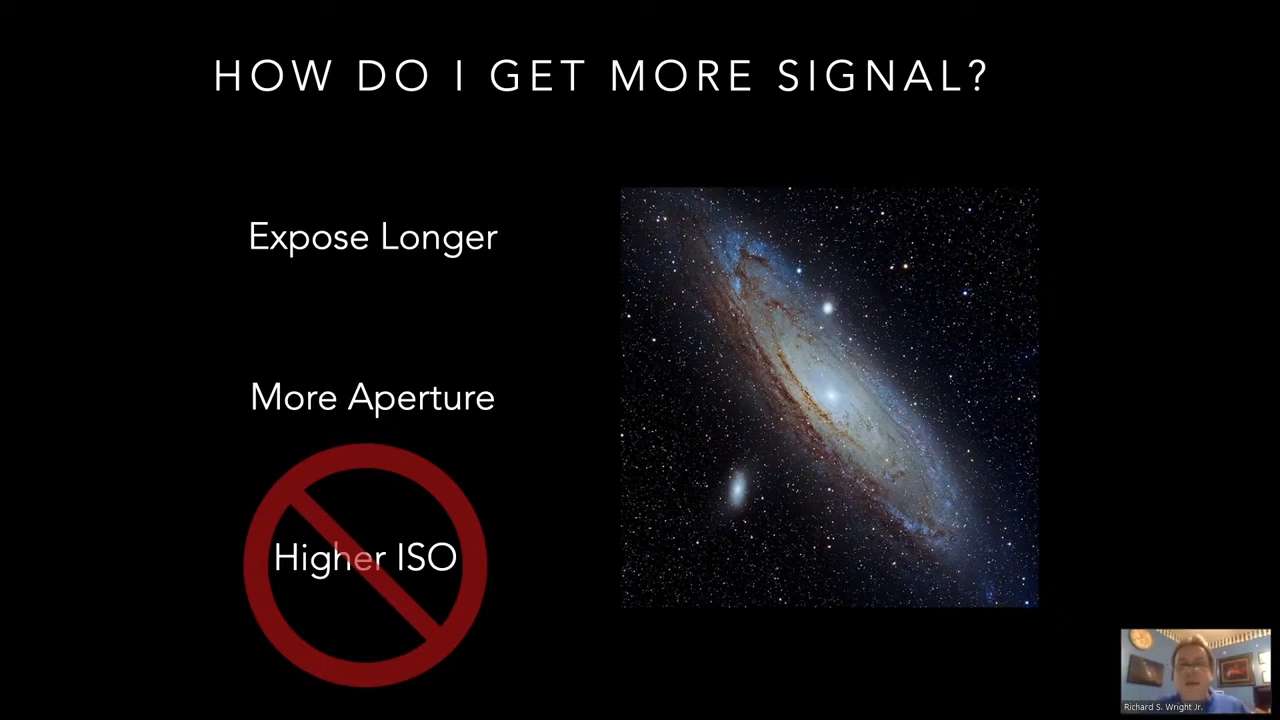 HOW DO I GET MORE SIGNAL?
Expose Longer
More Aperture
Higher ISO
Richard S. Wright Jr.